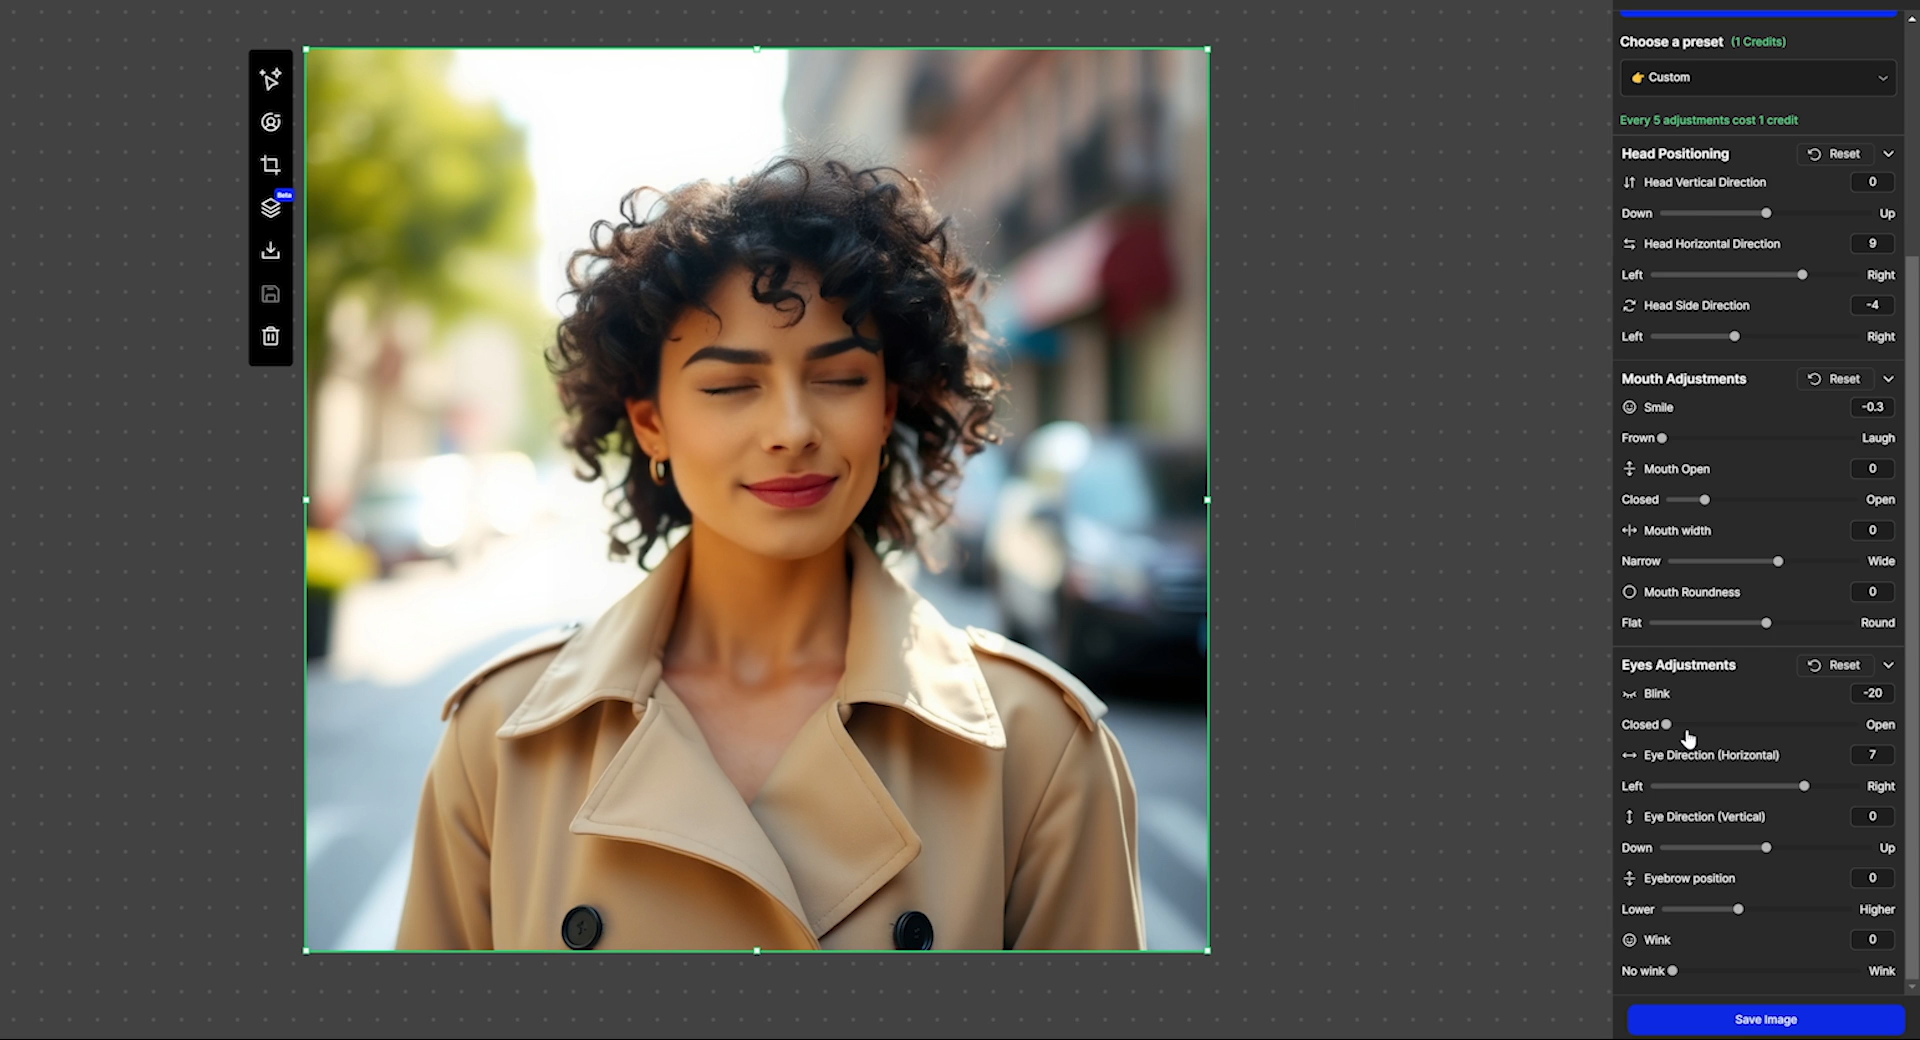 Beta
Choose a preset (1 Credits)
👉 Custom
Every 5 adjustments cost 1 credit
Head Positioning Reset
Head Vertical Direction 0
Down Up
Head Horizontal Direction 9
Left Right
Head Side Direction -4
Left Right
Mouth Adjustments Reset
Smile -0.3
Frown Laugh
Mouth Open 0
Closed Open
Mouth width 0
Narrow Wide
Mouth Roundness 0
Flat Round
Eyes Adjustments Reset
Blink -20
Closed Open
Eye Direction (Horizontal) 7
Left Right
Eye Direction (Vertical) 0
Down Up
Eyebrow position 0
Lower Higher
Wink 0
No wink Wink
Save Image